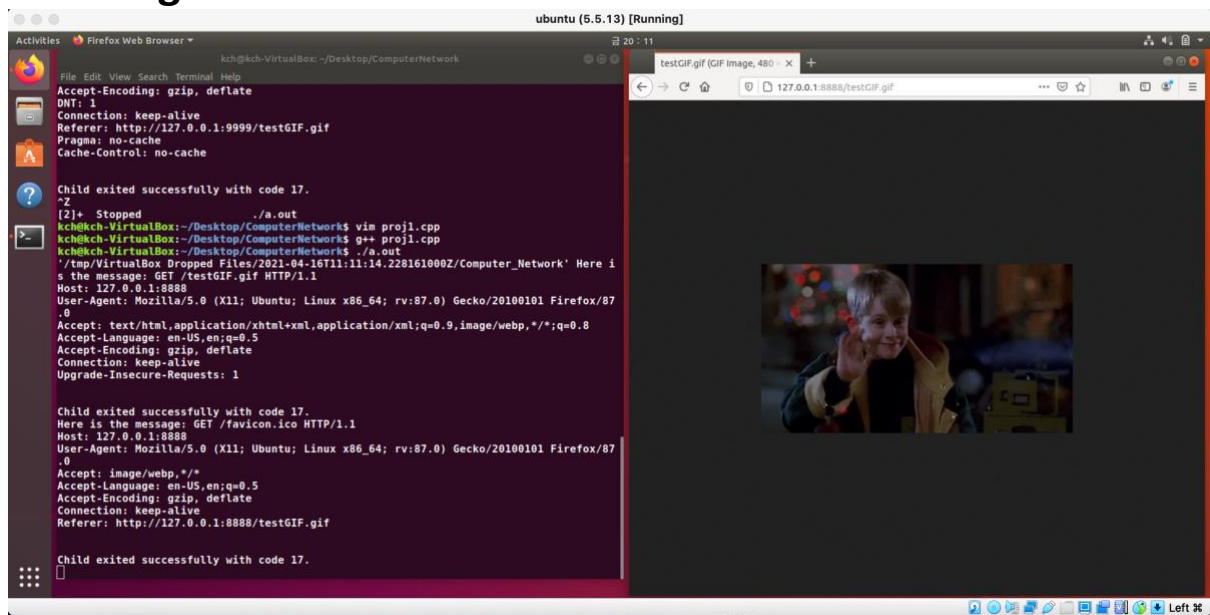 ubuntu (5.5.13) [Running]
Activities Firefox Web Browser 금 20 : 11
kch@kch-VirtualBox: ~/Desktop/ComputerNetwork
File Edit View Search Terminal Help
Accept-Encoding: gzip, deflate
DNT: 1
Connection: keep-alive
Referer: http://127.0.0.1:9999/testGIF.gif
Pragma: no-cache
Cache-Control: no-cache
Child exited successfully with code 17.
^Z
[2]+ Stopped ./a.out
kch@kch-VirtualBox:~/Desktop/ComputerNetwork$ vim proj1.cpp
kch@kch-VirtualBox:~/Desktop/ComputerNetwork$ g++ proj1.cpp
kch@kch-VirtualBox:~/Desktop/ComputerNetwork$ ./a.out
'/tmp/VirtualBox Dropped Files/2021-04-16T11:11:14.228161000Z/Computer_Network' Here i
s the message: GET /testGIF.gif HTTP/1.1
Host: 127.0.0.1:8888
User-Agent: Mozilla/5.0 (X11; Ubuntu; Linux x86_64; rv:87.0) Gecko/20100101 Firefox/87
.0
Accept: text/html,application/xhtml+xml,application/xml;q=0.9,image/webp,*/*;q=0.8
Accept-Language: en-US,en;q=0.5
Accept-Encoding: gzip, deflate
Connection: keep-alive
Upgrade-Insecure-Requests: 1
Child exited successfully with code 17.
Here is the message: GET /favicon.ico HTTP/1.1
Host: 127.0.0.1:8888
User-Agent: Mozilla/5.0 (X11; Ubuntu; Linux x86_64; rv:87.0) Gecko/20100101 Firefox/87
.0
Accept: image/webp,*/*
Accept-Language: en-US,en;q=0.5
Accept-Encoding: gzip, deflate
Connection: keep-alive
Referer: http://127.0.0.1:8888/testGIF.gif
Child exited successfully with code 17.
testGIF.gif (GIF Image, 480
127.0.0.1:8888/testGIF.gif
Left ⌘